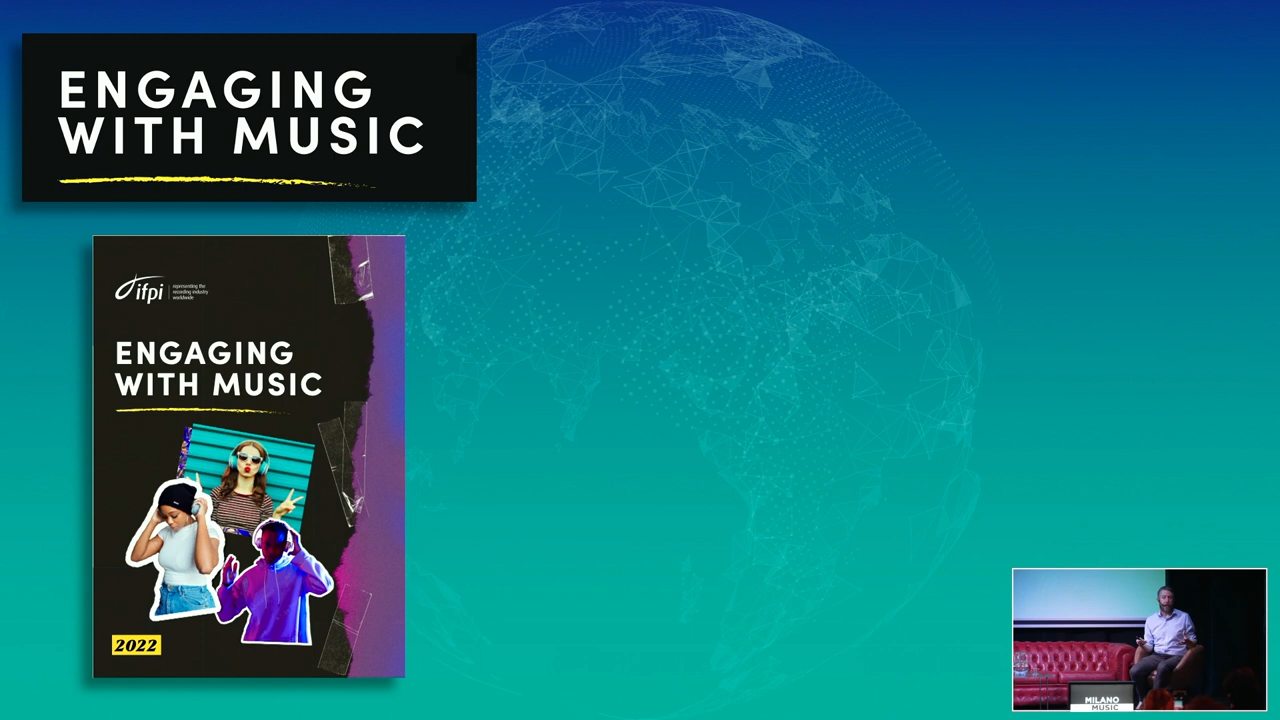 ENGAGING
WITH MUSIC
ifpi
representing the
recording industry
worldwide
ENGAGING
WITH MUSIC
2022
MILANO
MUSIC